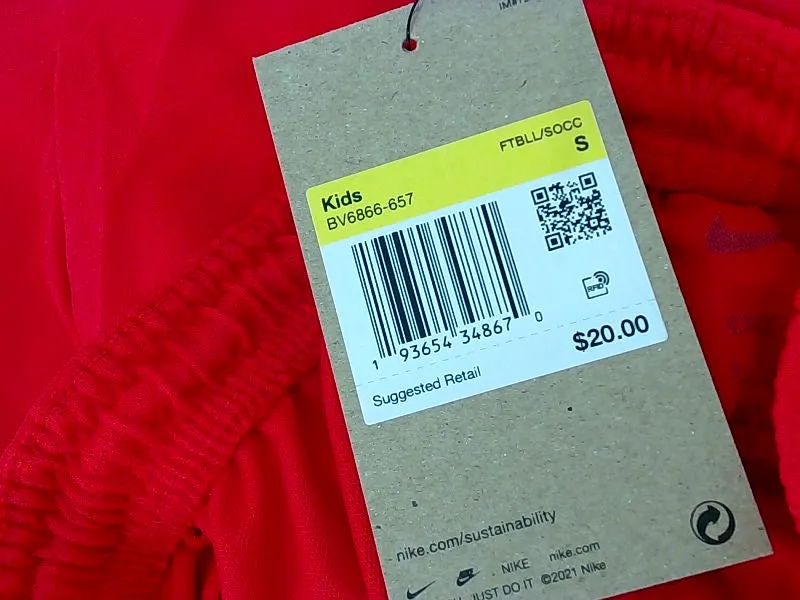 FTBLL/SOCC
S
Kids
BV6866-657
RFID
1 93654 34867 0
$20.00
Suggested Retail
nike.com/sustainability
NIKE nike.com
JUST DO IT ©2021 Nike